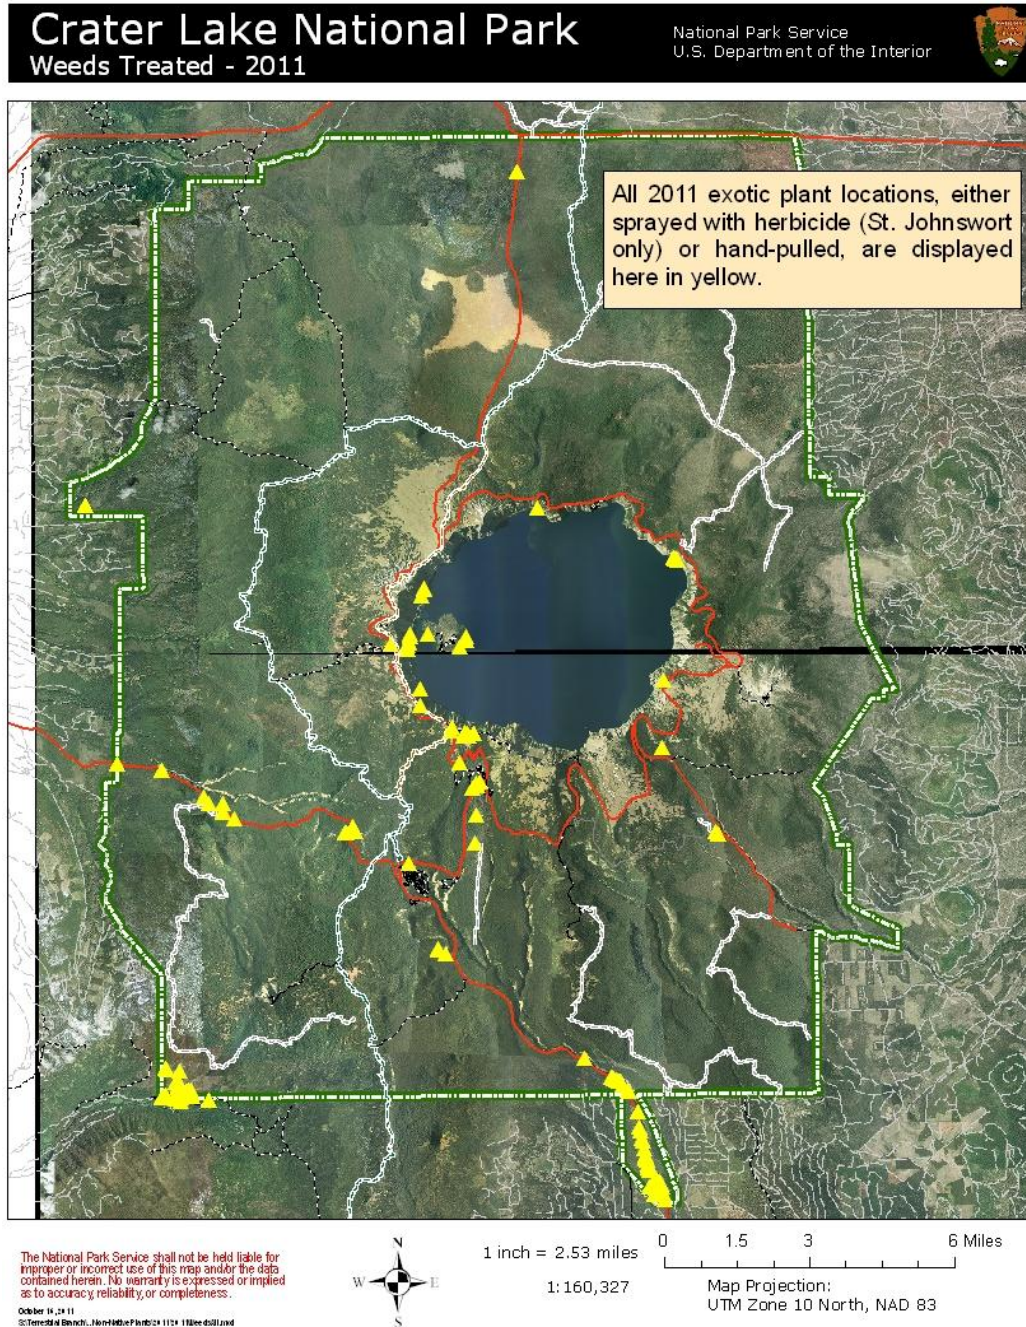 Crater Lake National Park
Weeds Treated - 2011
National Park Service
U.S. Department of the Interior
All 2011 exotic plant locations, either
sprayed with herbicide (St. Johnswort
only) or hand-pulled, are displayed
here in yellow.
The National Park Service shall not be held liable for
improper or incorrect use of this map and/or the data
contained herein. No warranty is expressed or implied
as to accuracy, reliability, or completeness.
October 14, 2011
N
W
E
S
1 inch = 2.53 miles
1:160,327
0 1.5 3 6 Miles
Map Projection:
UTM Zone 10 North, NAD 83